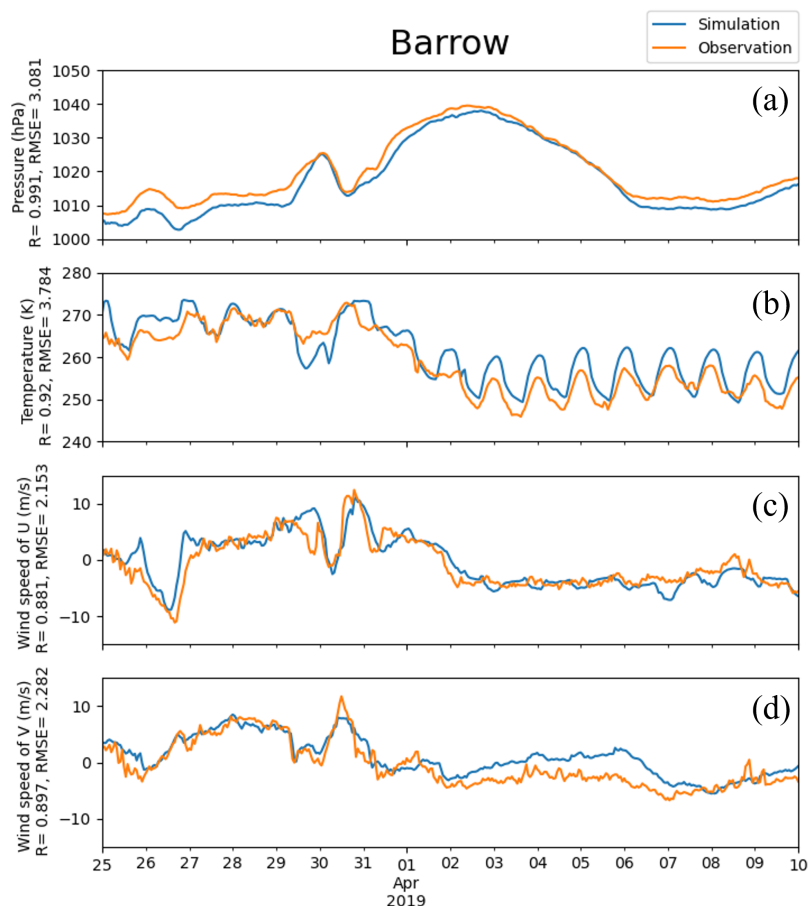 Simulation
Observation
Barrow
(a)
Pressure (hPa)
R= 0.991, RMSE= 3.081
1050
1040
1030
1020
1010
1000
(b)
Temperature (K)
R= 0.92, RMSE= 3.784
280
270
260
250
240
(c)
Wind speed of U (m/s)
R= 0.881, RMSE= 2.153
10
0
−10
(d)
Wind speed of V (m/s)
R= 0.897, RMSE= 2.282
10
0
−10
25 26 27 28 29 30 31 01 02 03 04 05 06 07 08 09 10
Apr
2019